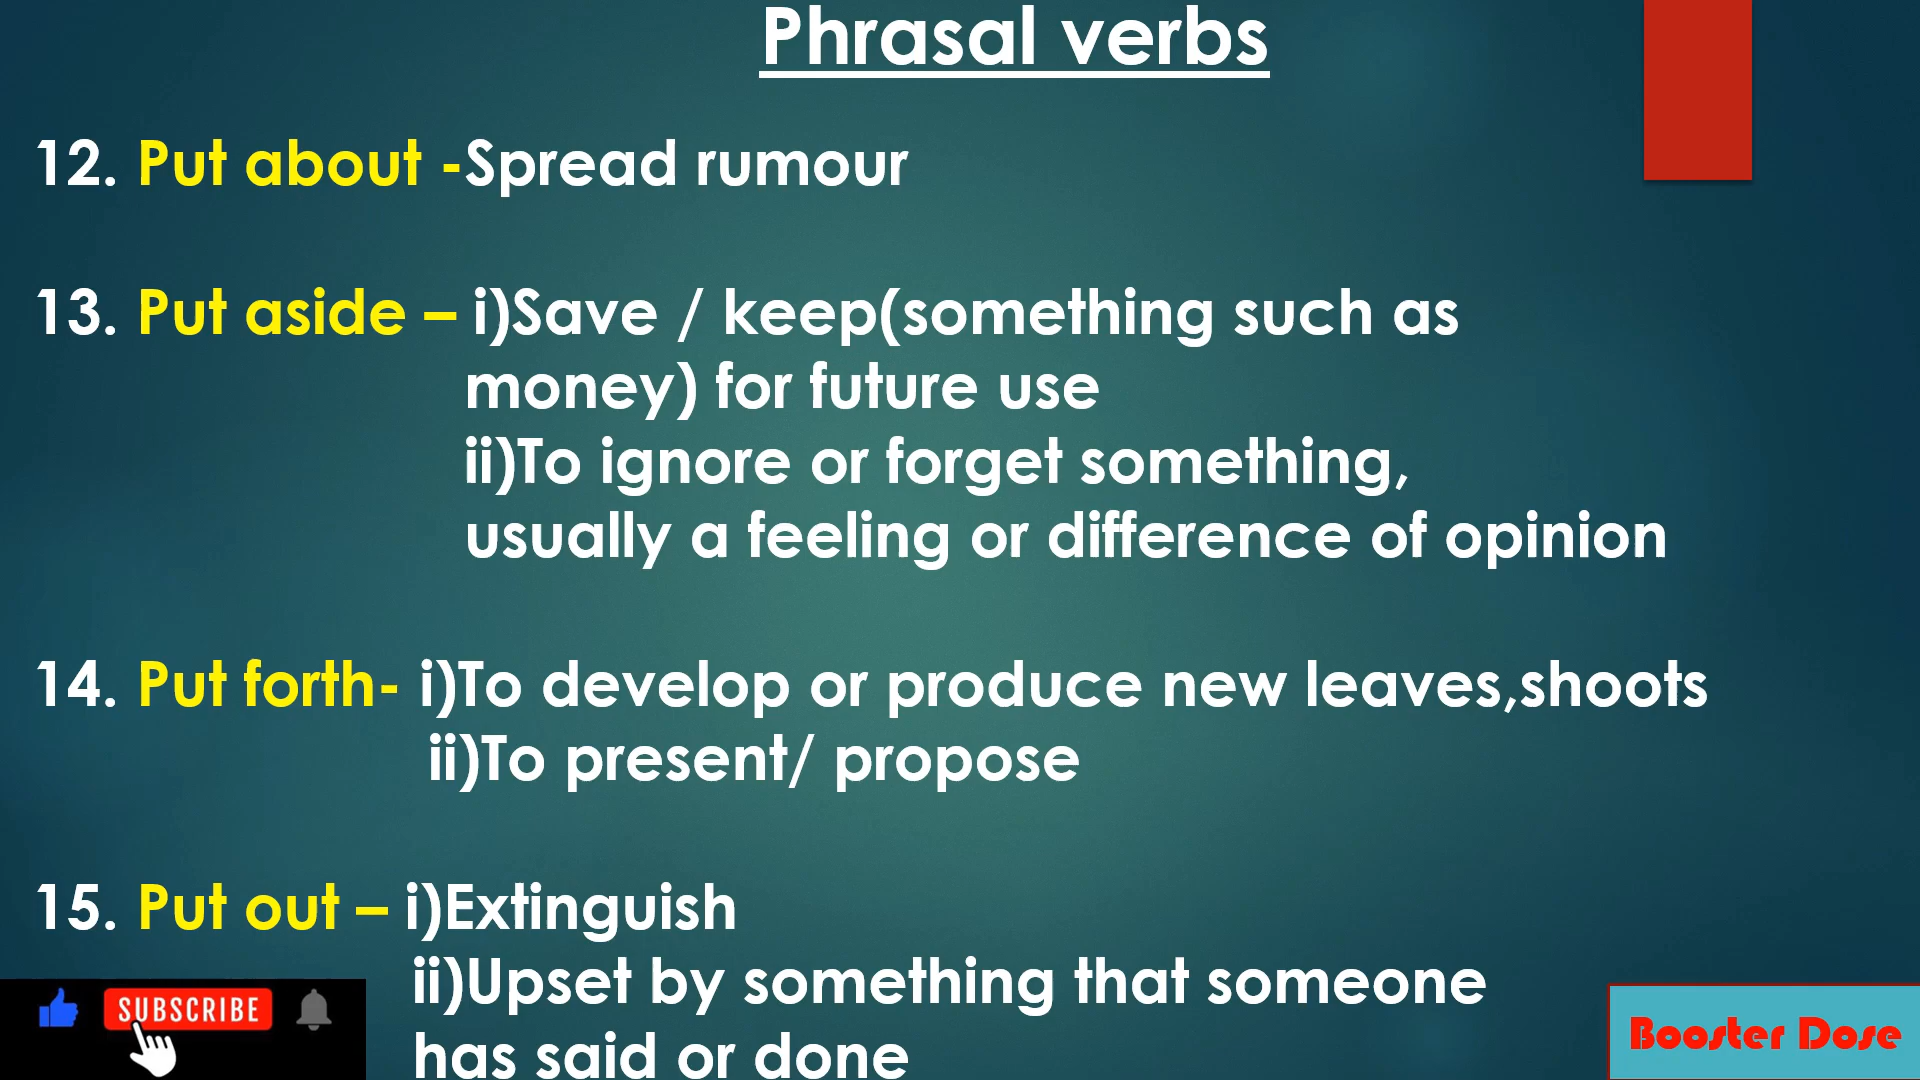 Phrasal verbs
12. Put about -Spread rumour
13. Put aside – i)Save / keep(something such as
money) for future use
ii)To ignore or forget something,
usually a feeling or difference of opinion
14. Put forth- i)To develop or produce new leaves,shoots
ii)To present/ propose
15. Put out – i)Extinguish
ii)Upset by something that someone
has said or done
SUBSCRIBE
Booster Dose